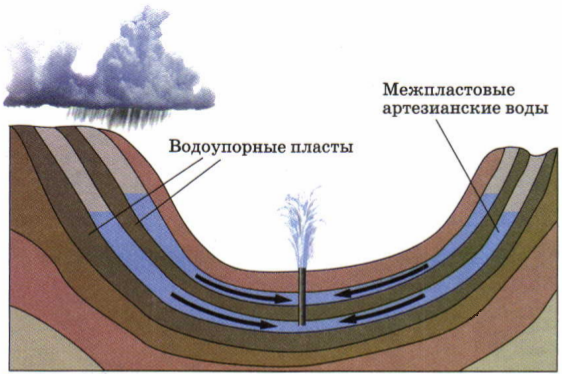 Межпластовые
артезианские воды
Водоупорные пласты